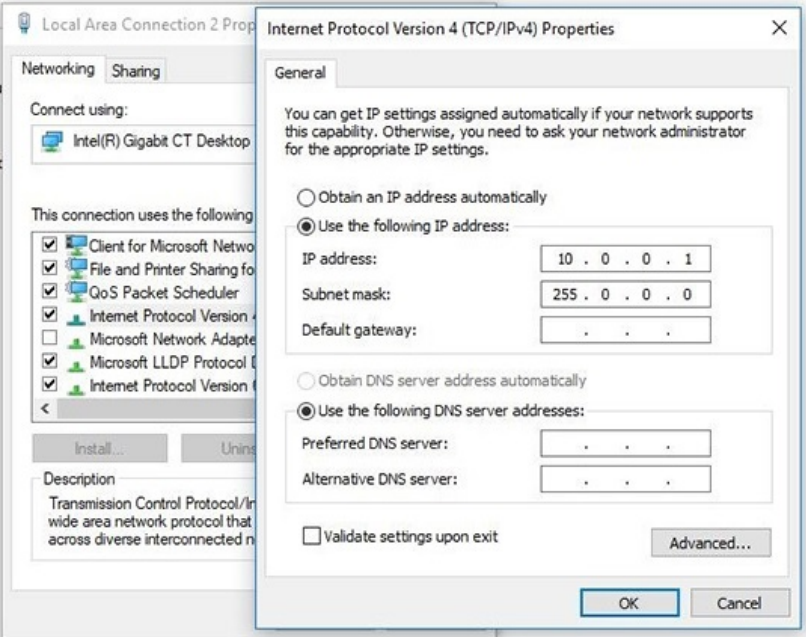 Local Area Connection 2 Prop
Networking
Sharing
Connect using:
Intel(R) Gigabit CT Desktop
This connection uses the following
Client for Microsoft Netwo
File and Printer Sharing fo
QoS Packet Scheduler
Internet Protocol Version 4
Microsoft Network Adapte
Microsoft LLDP Protocol D
Internet Protocol Version 6
Install...
Unins
Description
Transmission Control Protocol/In
wide area network protocol that
across diverse interconnected n
Internet Protocol Version 4 (TCP/IPv4) Properties
General
You can get IP settings assigned automatically if your network supports
this capability. Otherwise, you need to ask your network administrator
for the appropriate IP settings.
Obtain an IP address automatically
Use the following IP address:
IP address:
10 . 0 . 0 . 1
Subnet mask:
255 . 0 . 0 . 0
Default gateway:
. . .
Obtain DNS server address automatically
Use the following DNS server addresses:
Preferred DNS server:
. . .
Alternative DNS server:
. . .
Validate settings upon exit
Advanced...
OK
Cancel